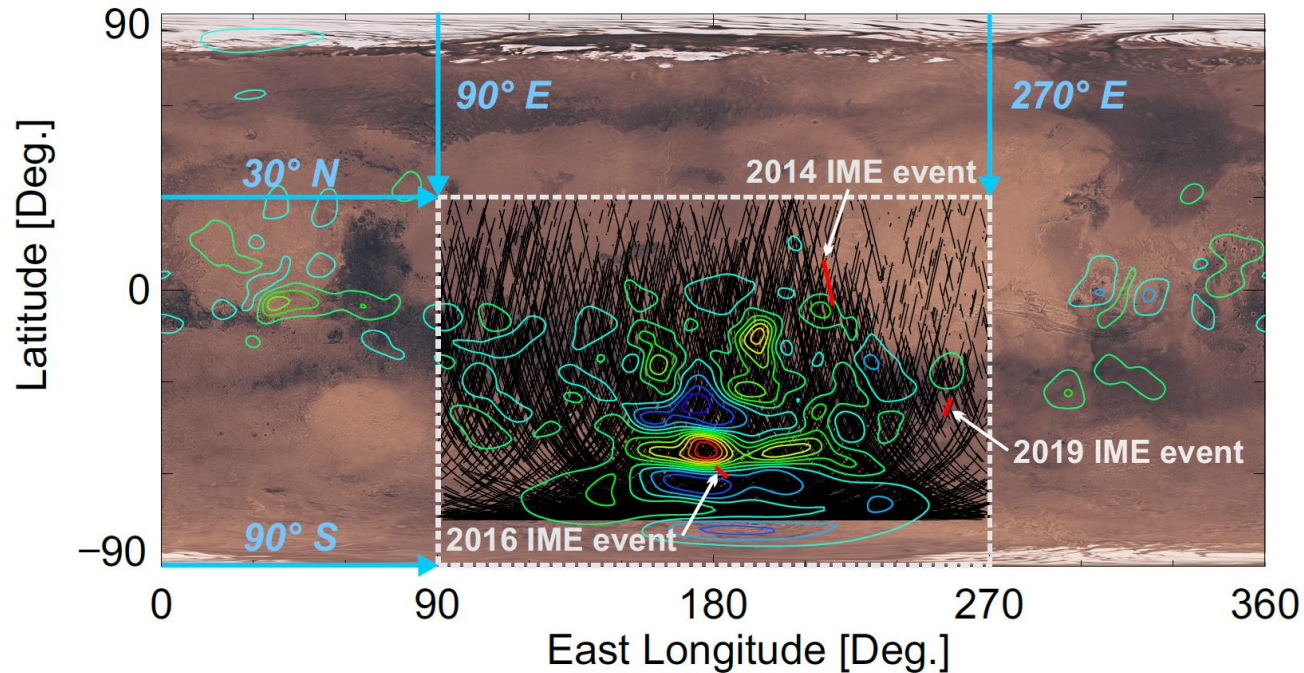 90
90° E
270° E
30° N
2014 IME event
Latitude [Deg.]
0
2019 IME event
90° S
2016 IME event
−90
0
90
180
270
360
East Longitude [Deg.]